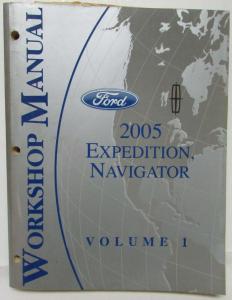 WORKSHOP MANUAL
Ford
2005
EXPEDITION,
NAVIGATOR
VOLUME 1